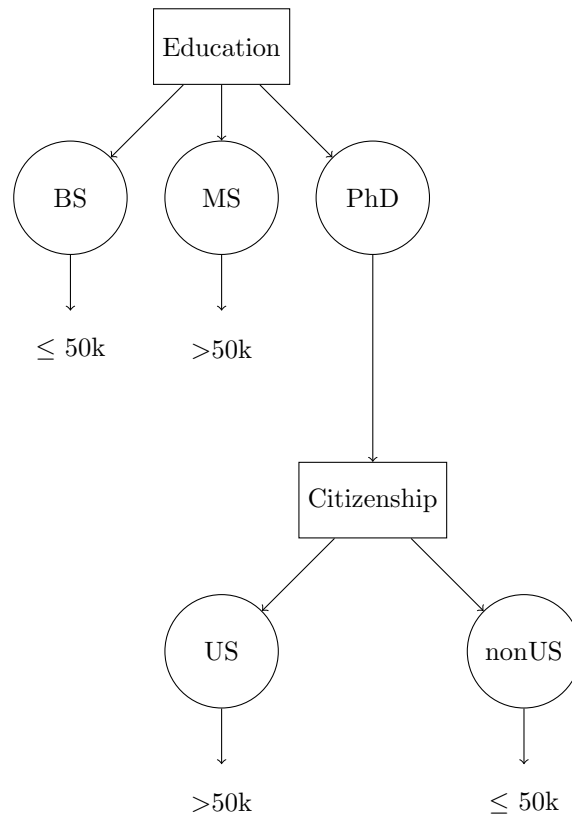 Education
BS
MS
PhD
≤ 50k
>50k
Citizenship
US
nonUS
>50k
≤ 50k